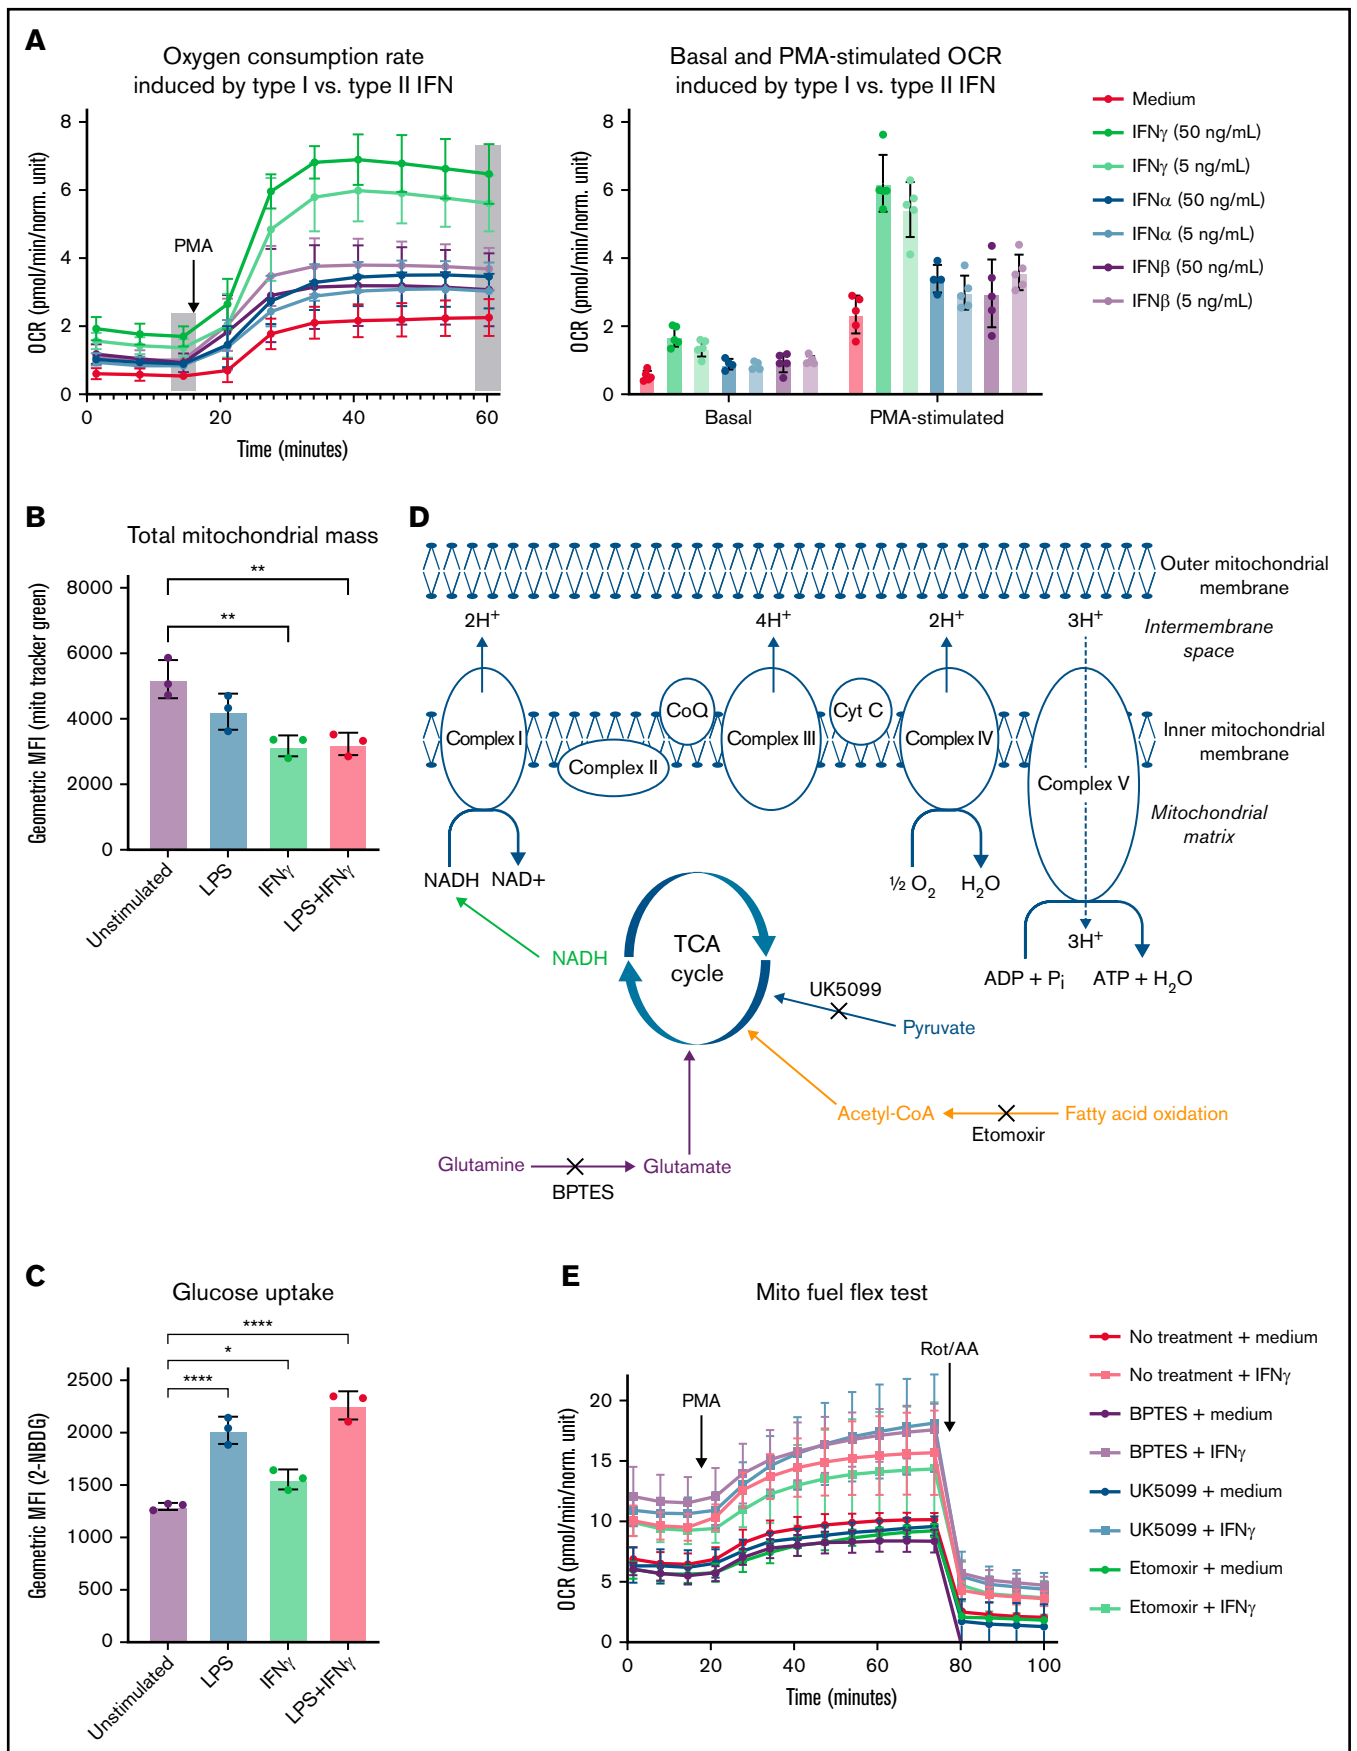 A
Oxygen consumption rate
induced by type I vs. type II IFN
OCR (pmol/min/norm. unit)
8
6
4
2
0
PMA
0
20
40
60
Time (minutes)
Basal and PMA-stimulated OCR
induced by type I vs. type II IFN
OCR (pmol/min/norm. unit)
8
6
4
2
0
Basal
PMA-stimulated
Medium
IFNγ (50 ng/mL)
IFNγ (5 ng/mL)
IFNα (50 ng/mL)
IFNα (5 ng/mL)
IFNβ (50 ng/mL)
IFNβ (5 ng/mL)
B
Total mitochondrial mass
Geometric MFI (mito tracker green)
8000
6000
4000
2000
0
**
**
Unstimulated
LPS
IFNγ
LPS+IFNγ
D
Outer mitochondrial
membrane
2H+
4H+
2H+
3H+
Intermembrane
space
Complex I
Complex II
CoQ
Complex III
Cyt C
Complex IV
Complex V
Inner mitochondrial
membrane
Mitochondrial
matrix
NADH
NAD+
½ O2
H2O
3H+
ADP + Pi
ATP + H2O
NADH
TCA
cycle
UK5099
Pyruvate
Acetyl-CoA
Fatty acid oxidation
Etomoxir
Glutamine
Glutamate
BPTES
C
Glucose uptake
Geometric MFI (2-NBDG)
2500
2000
1500
1000
500
0
****
*
****
Unstimulated
LPS
IFNγ
LPS+IFNγ
E
Mito fuel flex test
OCR (pmol/min/norm. unit)
20
15
10
5
0
PMA
Rot/AA
0
20
40
60
80
100
Time (minutes)
No treatment + medium
No treatment + IFNγ
BPTES + medium
BPTES + IFNγ
UK5099 + medium
UK5099 + IFNγ
Etomoxir + medium
Etomoxir + IFNγ